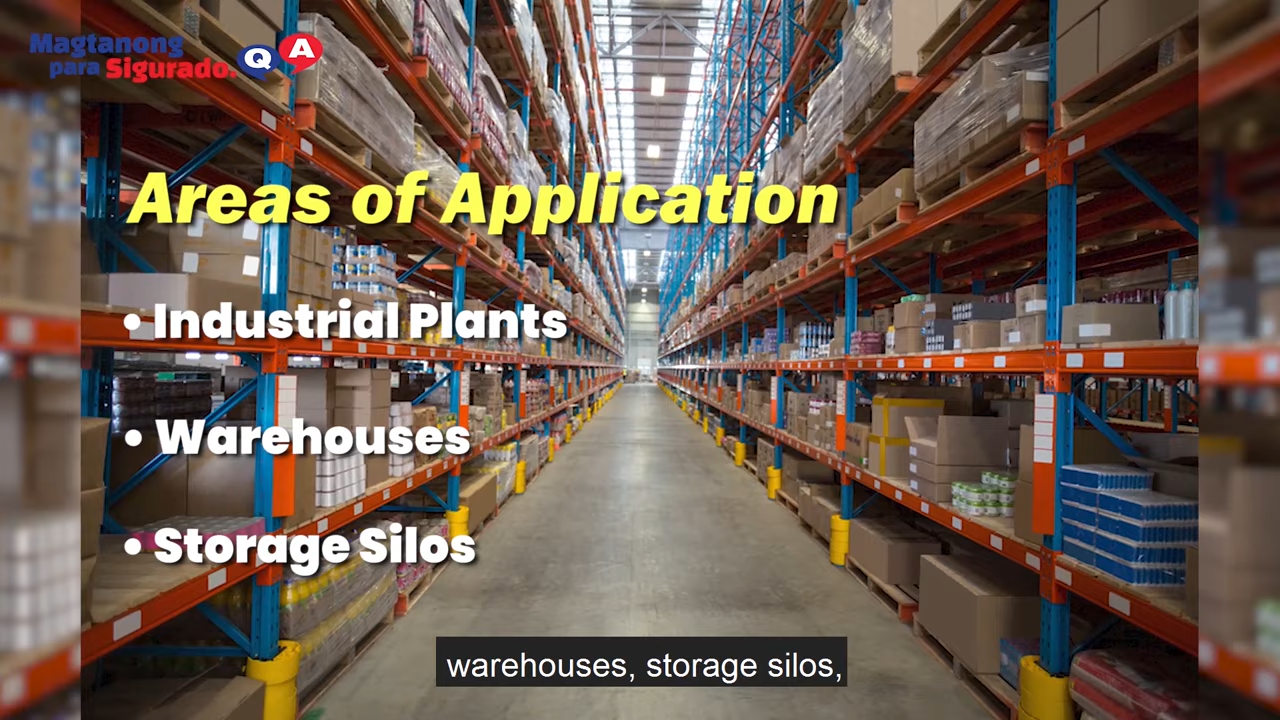 Magtanong
para Sigurado.
Q A
Areas of Application
• Industrial Plants
• Warehouses
• Storage Silos
warehouses, storage silos,